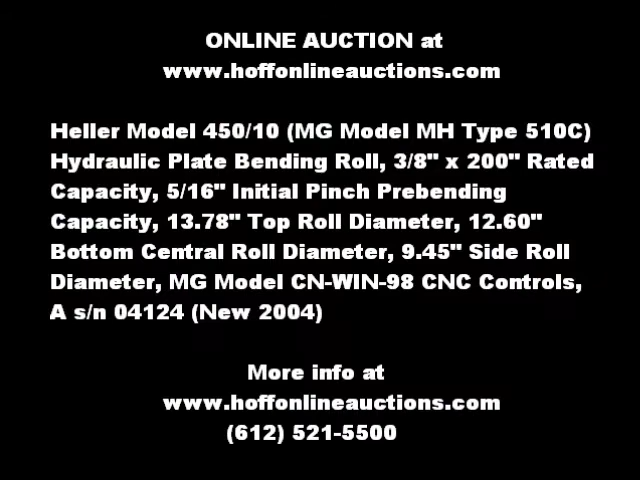 ONLINE AUCTION at
www.hoffonlineauctions.com
Heller Model 450/10 (MG Model MH Type 510C)
Hydraulic Plate Bending Roll, 3/8" x 200" Rated
Capacity, 5/16" Initial Pinch Prebending
Capacity, 13.78" Top Roll Diameter, 12.60"
Bottom Central Roll Diameter, 9.45" Side Roll
Diameter, MG Model CN-WIN-98 CNC Controls,
A s/n 04124 (New 2004)
More info at
www.hoffonlineauctions.com
(612) 521-5500